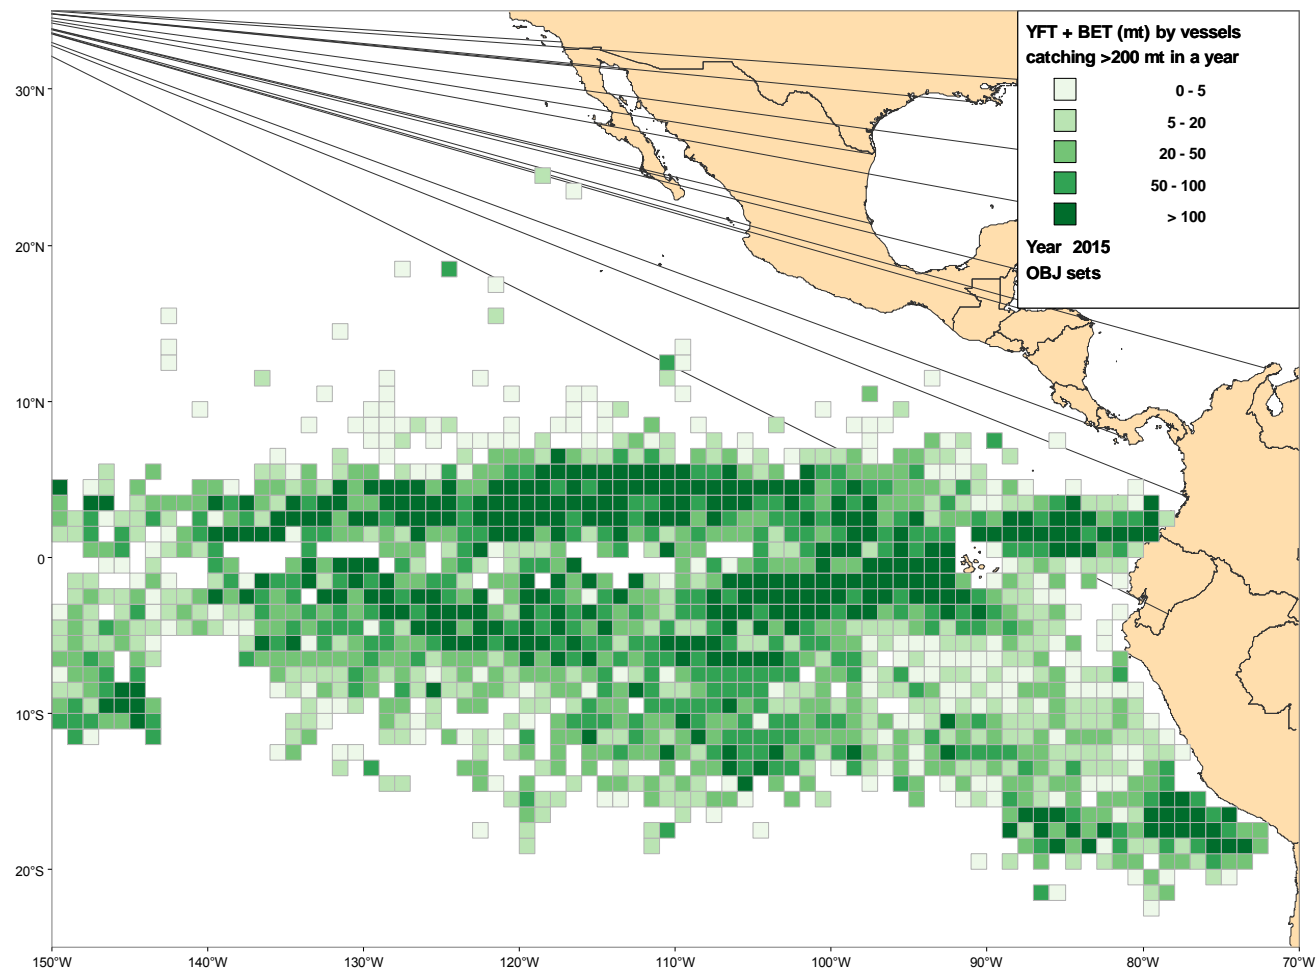 YFT + BET (mt) by vessels
catching >200 mt in a year
0 - 5
5 - 20
20 - 50
50 - 100
> 100
Year 2015
OBJ sets
30°N
20°N
10°N
0
10°S
20°S
150°W 140°W 130°W 120°W 110°W 100°W 90°W 80°W 70°W